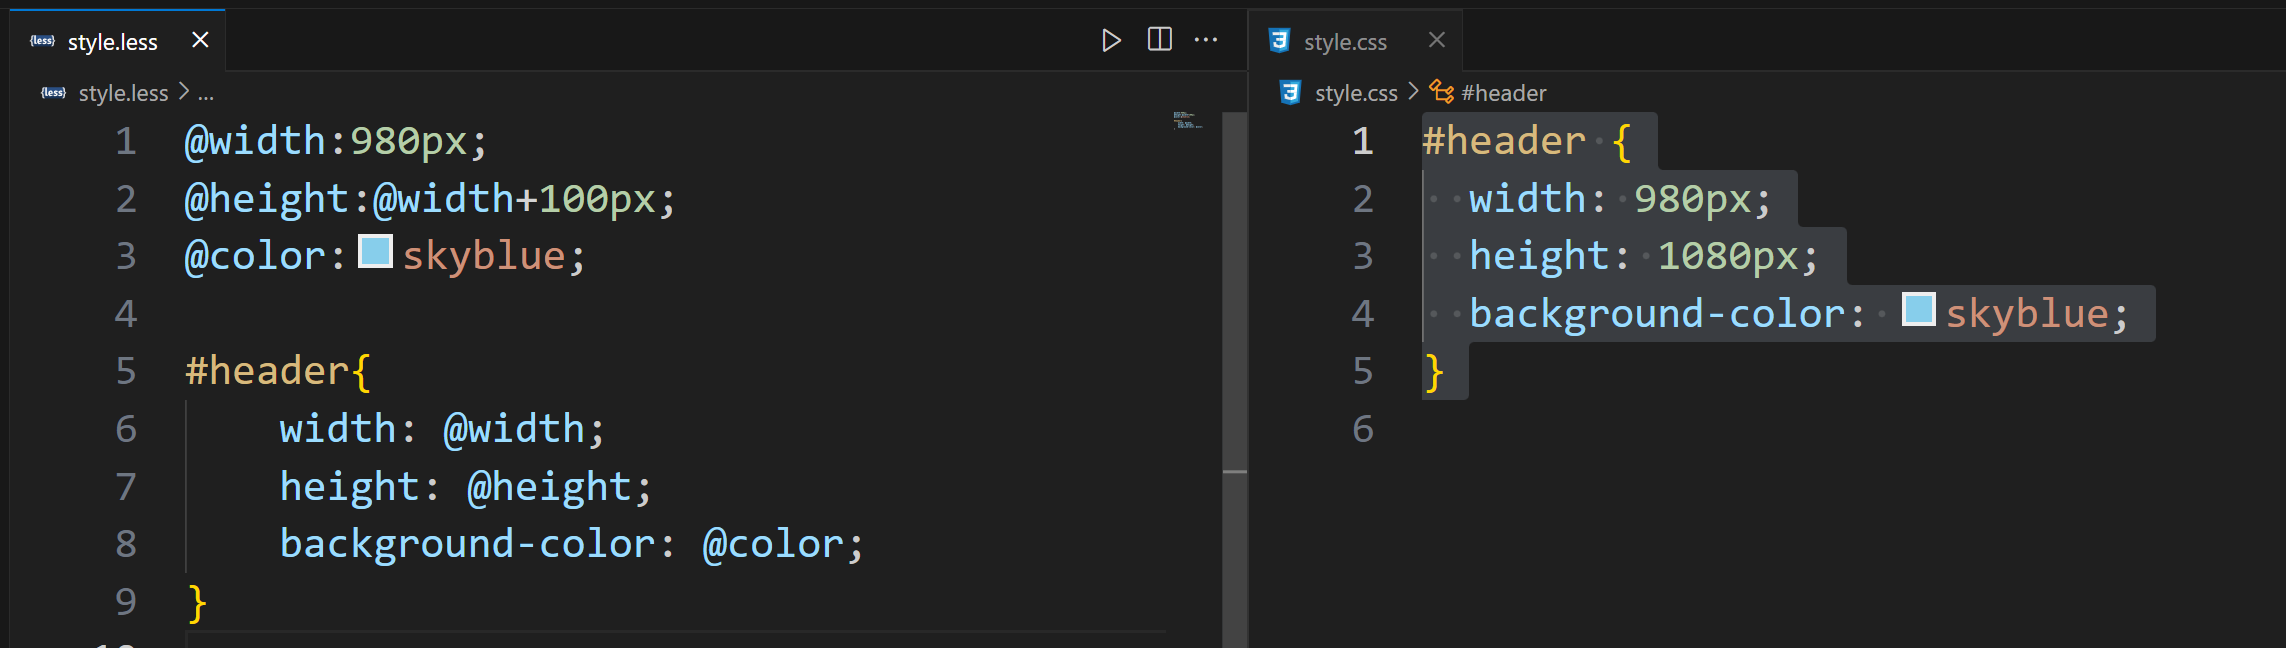 {less} style.less
style.css
{less} style.less > ...
style.css > #header
1 @width:980px;
2 @height:@width+100px;
3 @color:skyblue;
4
5 #header{
6 width: @width;
7 height: @height;
8 background-color: @color;
9 }
1 #header {
2 width: 980px;
3 height: 1080px;
4 background-color: skyblue;
5 }
6